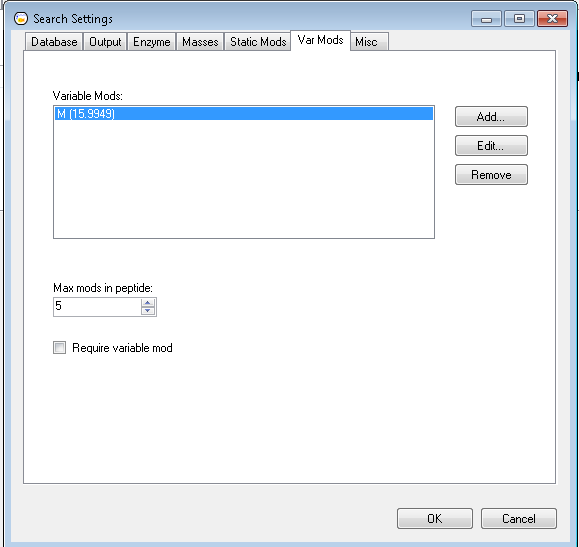 Search Settings
Database Output Enzyme Masses Static Mods Var Mods Misc
Variable Mods:
M (15.9949)
Add...
Edit...
Remove
Max mods in peptide:
5
Require variable mod
OK Cancel